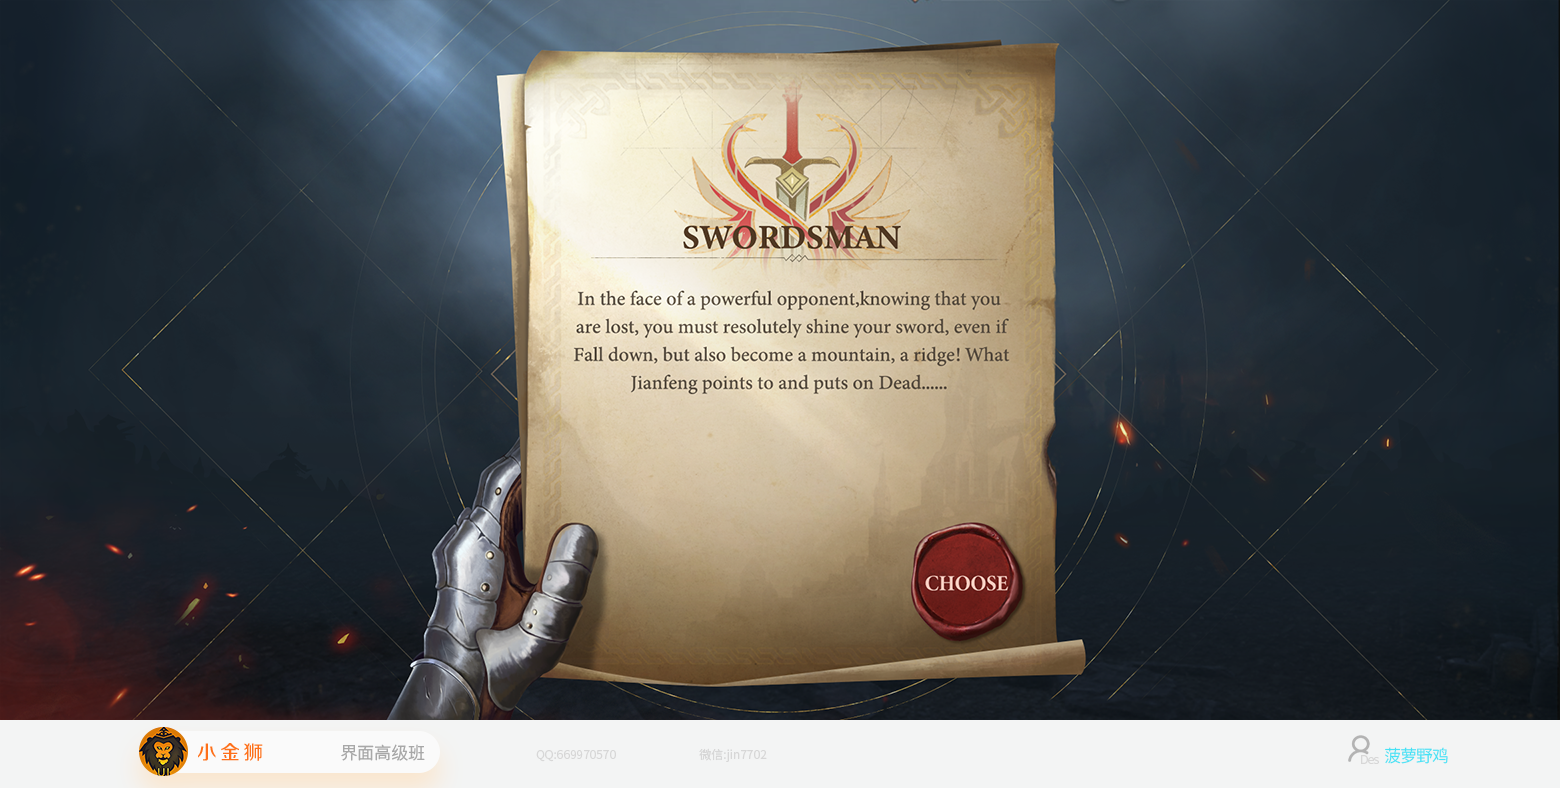 SWORDSMAN
In the face of a powerful opponent,knowing that you
are lost, you must resolutely shine your sword, even if
Fall down, but also become a mountain, a ridge! What
Jianfeng points to and puts on Dead......
CHOOSE
小金狮 界面高级班 QQ:669970570 微信:jin7702 Des 菠萝野鸡